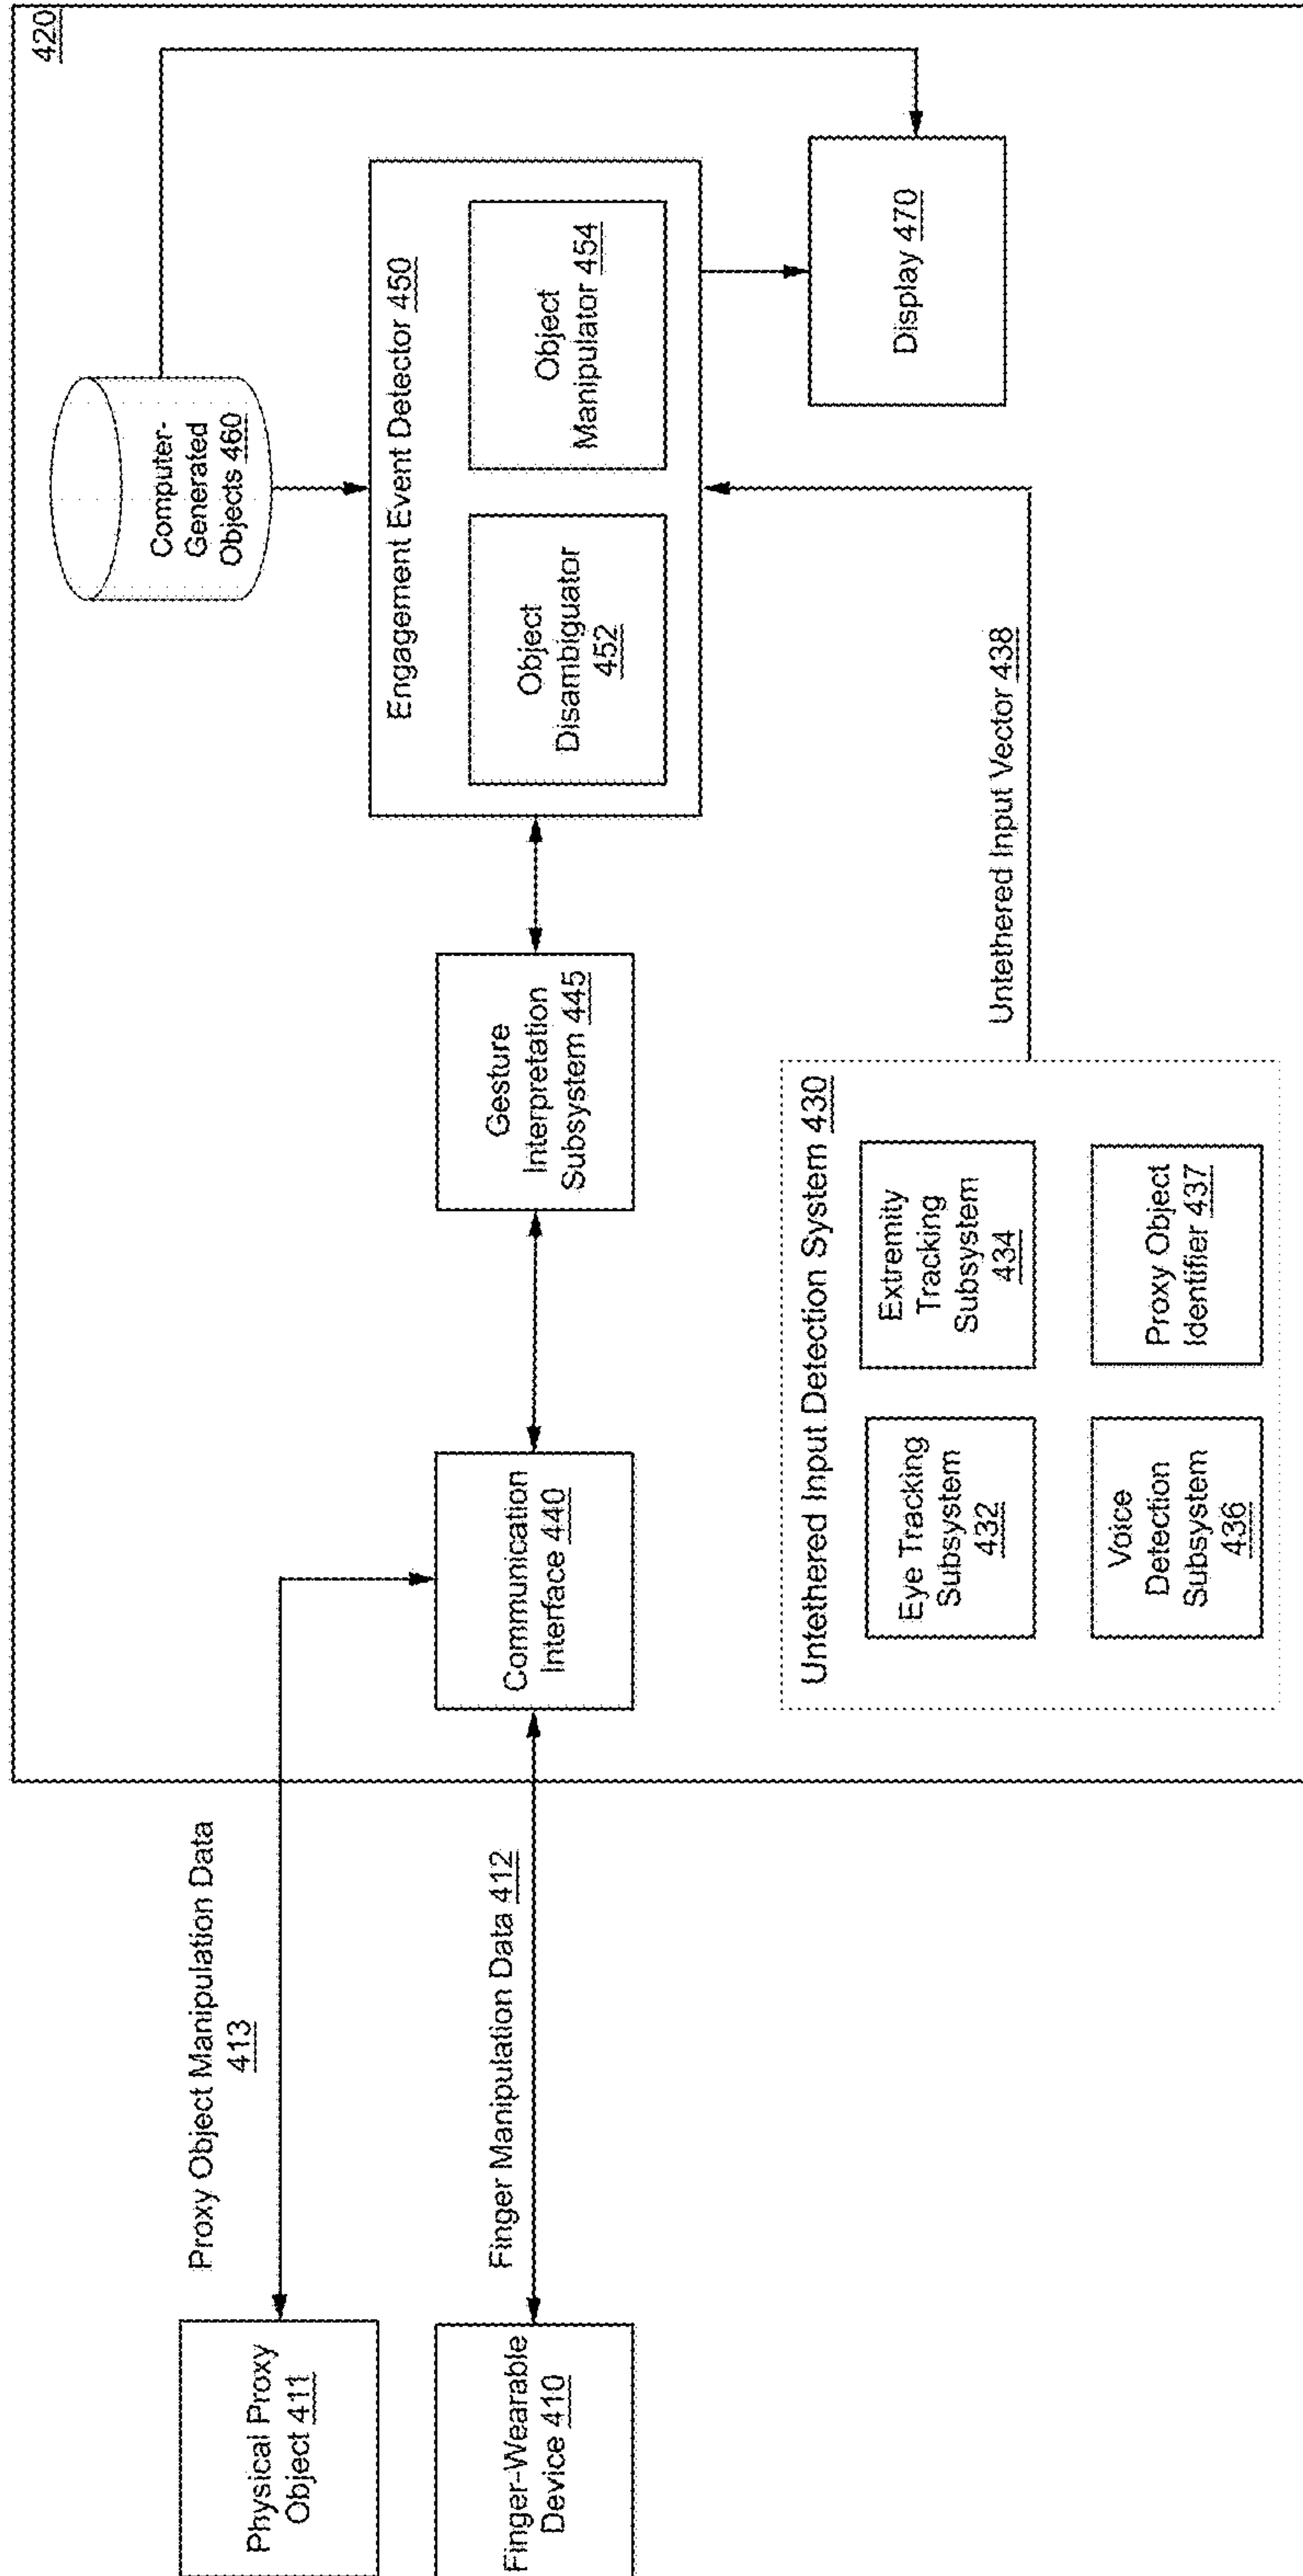 420
Computer-
Generated
Objects 460
Engagement Event Detector 450
Object
Disambiguator
452
Object
Manipulator 454
Display 470
Gesture
Interpretation
Subsystem 445
Communication
Interface 440
Proxy Object Manipulation Data
413
Finger Manipulation Data 412
Physical Proxy
Object 411
Finger-Wearable
Device 410
Untethered Input Vector 438
Untethered Input Detection System 430
Eye Tracking
Subsystem
432
Extremity
Tracking
Subsystem
434
Voice
Detection
Subsystem
436
Proxy Object
Identifier 437